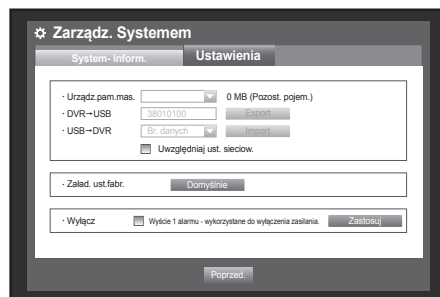 Zarządz. Systemem
System- inform. Ustawienia
· Urządz.pam.mas. 0 MB (Pozost. pojem.)
· DVR→USB 38010100 Export
· USB→DVR Br. danych Import
Uwzględniaj ust. sieciow.
· Załad. ust.fabr. Domyślnie
· Wyłącz Wyście 1 alarmu - wykorzystane do wyłączenia zasilania. Zastosuj
Poprzed.